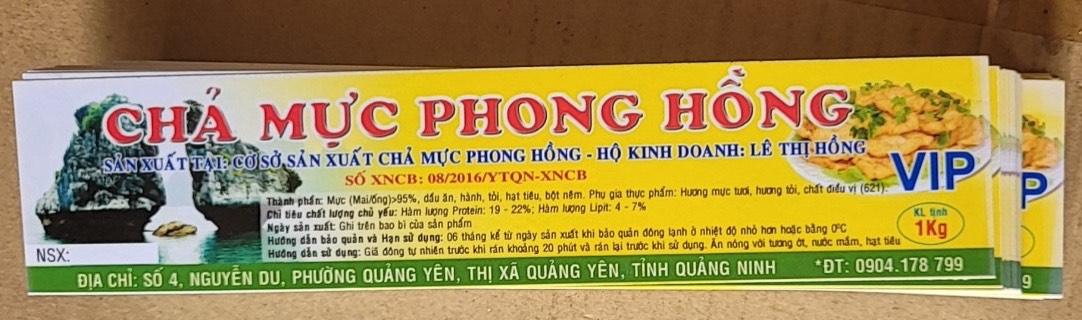 CHẢ MỰC PHONG HỒNG
SẢN XUẤT TẠI: CƠ SỞ SẢN XUẤT CHẢ MỰC PHONG HỒNG - HỘ KINH DOANH: LÊ THỊ HỒNG
SỐ XNCB: 08/2016/YTQN-XNCB
VIP
Thành phần: Mực (Mai/ống)>95%, dầu ăn, hành, tỏi, hạt tiêu, bột nêm. Phụ gia thực phẩm: Hương mực tươi, hương tỏi, chất điều vị (621).
Chỉ tiêu chất lượng chủ yếu: Hàm lượng Protein: 19 - 22%; Hàm lượng Lipit: 4 - 7%
Ngày sản xuất: Ghi trên bao bì của sản phẩm
Hướng dẫn bảo quản và Hạn sử dụng: 06 tháng kể từ ngày sản xuất khi bảo quản đông lạnh ở nhiệt độ nhỏ hơn hoặc bằng 0ºC
Hướng dẫn sử dụng: Giã đông tự nhiên trước khi rán khoảng 20 phút và rán lại trước khi sử dụng. Ăn nóng với tương ớt, nước mắm, hạt tiêu
KL tịnh
1Kg
NSX:
ĐỊA CHỈ: SỐ 4, NGUYỄN DU, PHƯỜNG QUẢNG YÊN, THỊ XÃ QUẢNG YÊN, TỈNH QUẢNG NINH *ĐT: 0904.178 799
P
9